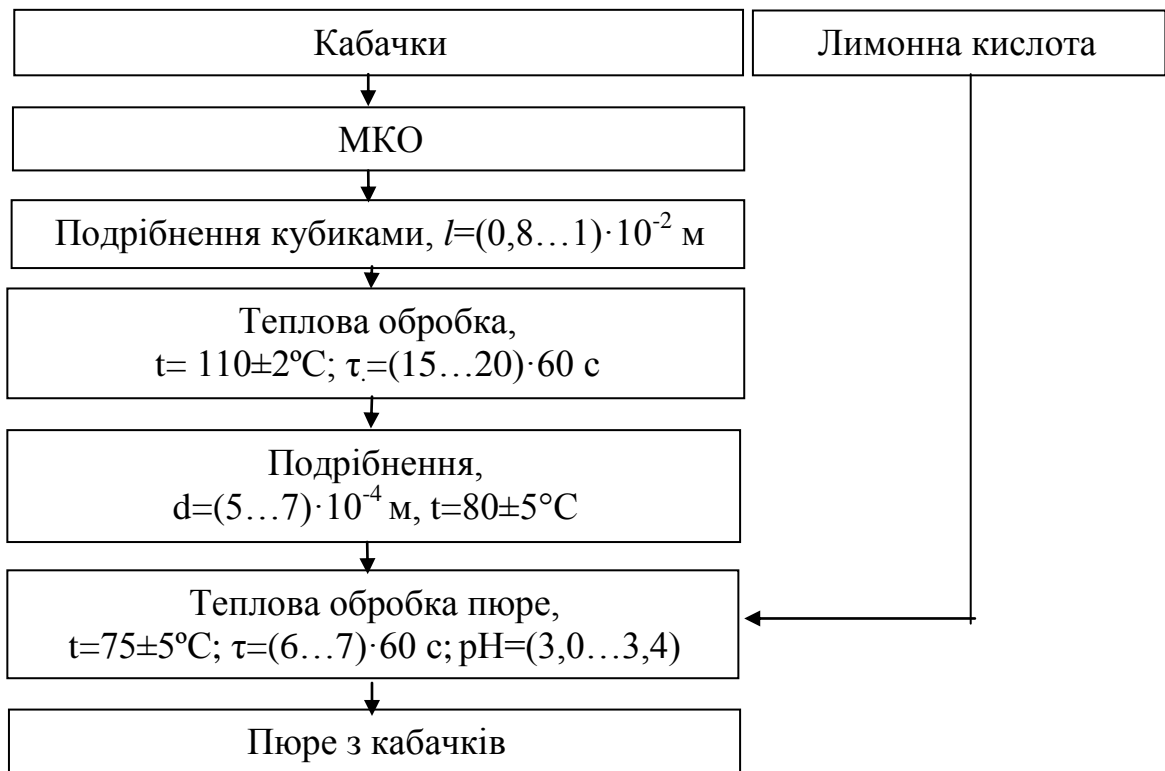 Кабачки
Лимонна кислота
МКО
Подрібнення кубиками, l=(0,8…1)·10⁻² м
Теплова обробка,
t= 110±2ºC; τ.=(15…20)·60 с
Подрібнення,
d=(5…7)·10⁻⁴ м, t=80±5°C
Теплова обробка пюре,
t=75±5ºC; τ=(6…7)·60 с; pH=(3,0…3,4)
Пюре з кабачків